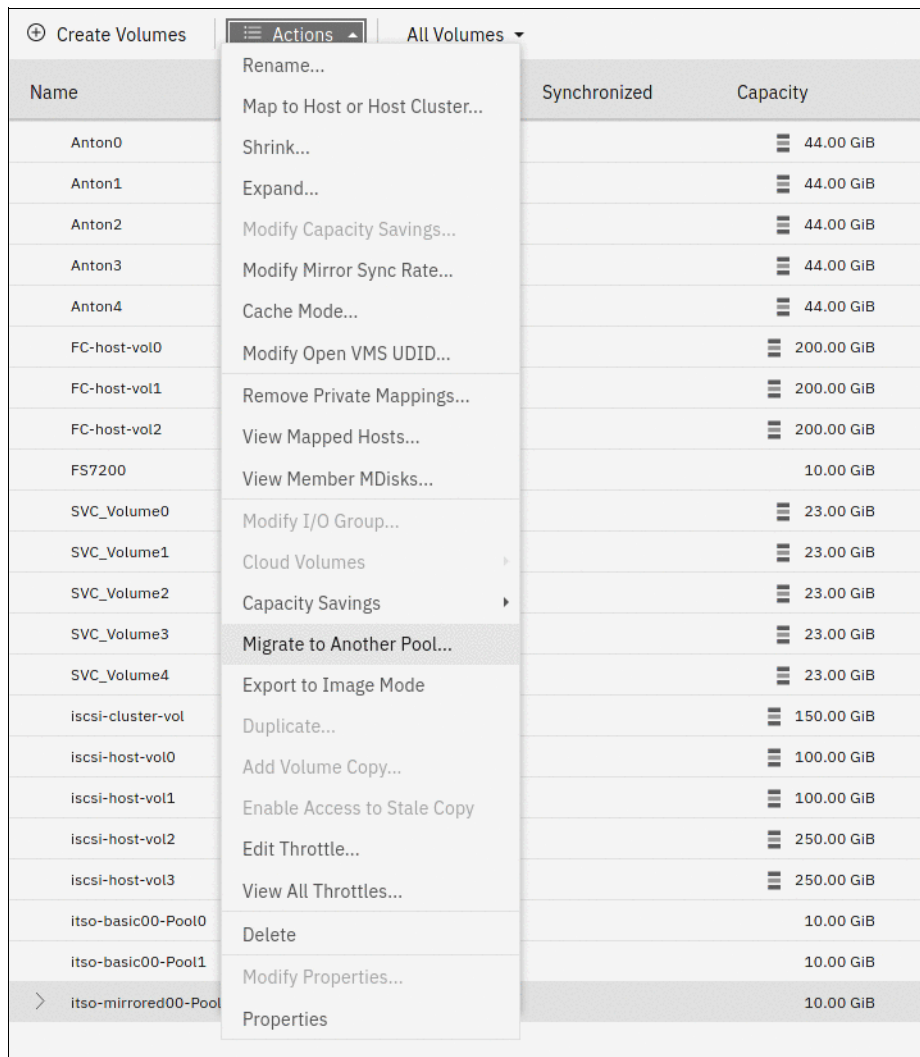 Create Volumes
Actions
All Volumes
Name
Synchronized
Capacity
Rename...
Map to Host or Host Cluster...
Shrink...
Expand...
Modify Capacity Savings...
Modify Mirror Sync Rate...
Cache Mode...
Modify Open VMS UDID...
Remove Private Mappings...
View Mapped Hosts...
View Member MDisks...
Modify I/O Group...
Cloud Volumes
Capacity Savings
Migrate to Another Pool...
Export to Image Mode
Duplicate...
Add Volume Copy...
Enable Access to Stale Copy
Edit Throttle...
View All Throttles...
Delete
Modify Properties...
Properties
Anton0 44.00 GiB
Anton1 44.00 GiB
Anton2 44.00 GiB
Anton3 44.00 GiB
Anton4 44.00 GiB
FC-host-vol0 200.00 GiB
FC-host-vol1 200.00 GiB
FC-host-vol2 200.00 GiB
FS7200 10.00 GiB
SVC_Volume0 23.00 GiB
SVC_Volume1 23.00 GiB
SVC_Volume2 23.00 GiB
SVC_Volume3 23.00 GiB
SVC_Volume4 23.00 GiB
iscsi-cluster-vol 150.00 GiB
iscsi-host-vol0 100.00 GiB
iscsi-host-vol1 100.00 GiB
iscsi-host-vol2 250.00 GiB
iscsi-host-vol3 250.00 GiB
itso-basic00-Pool0 10.00 GiB
itso-basic00-Pool1 10.00 GiB
itso-mirrored00-Pool 10.00 GiB